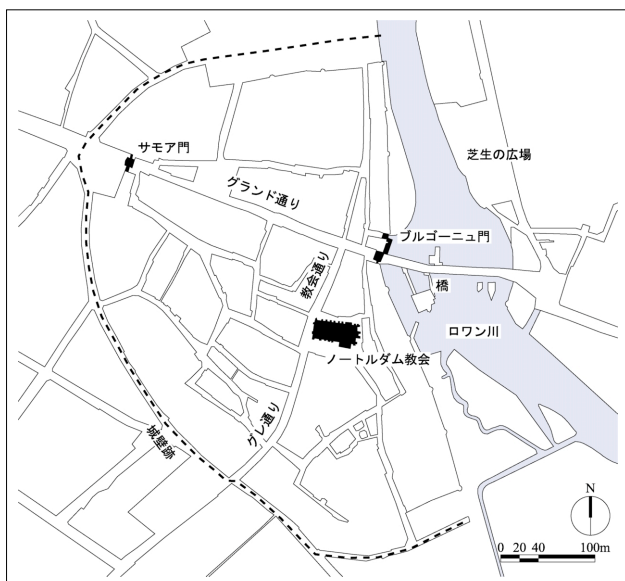 サモア門
芝生の広場
グランド通り
ブルゴーニュ門
教会通り
橋
ロワン川
ノートルダム教会
グレ通り
城壁跡
N
0 20 40 100m